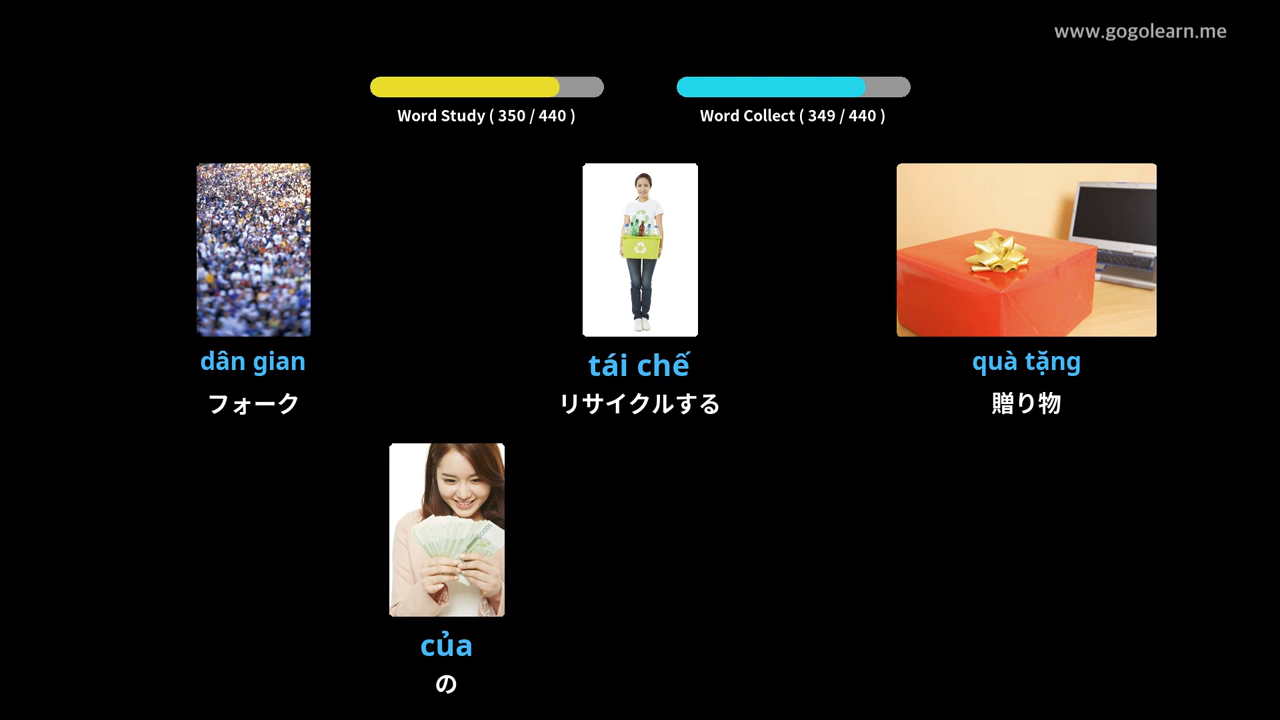 www.gogolearn.me
Word Study ( 350 / 440 )
Word Collect ( 349 / 440 )
dân gian
フォーク
tái chế
リサイクルする
quà tặng
贈り物
của
の